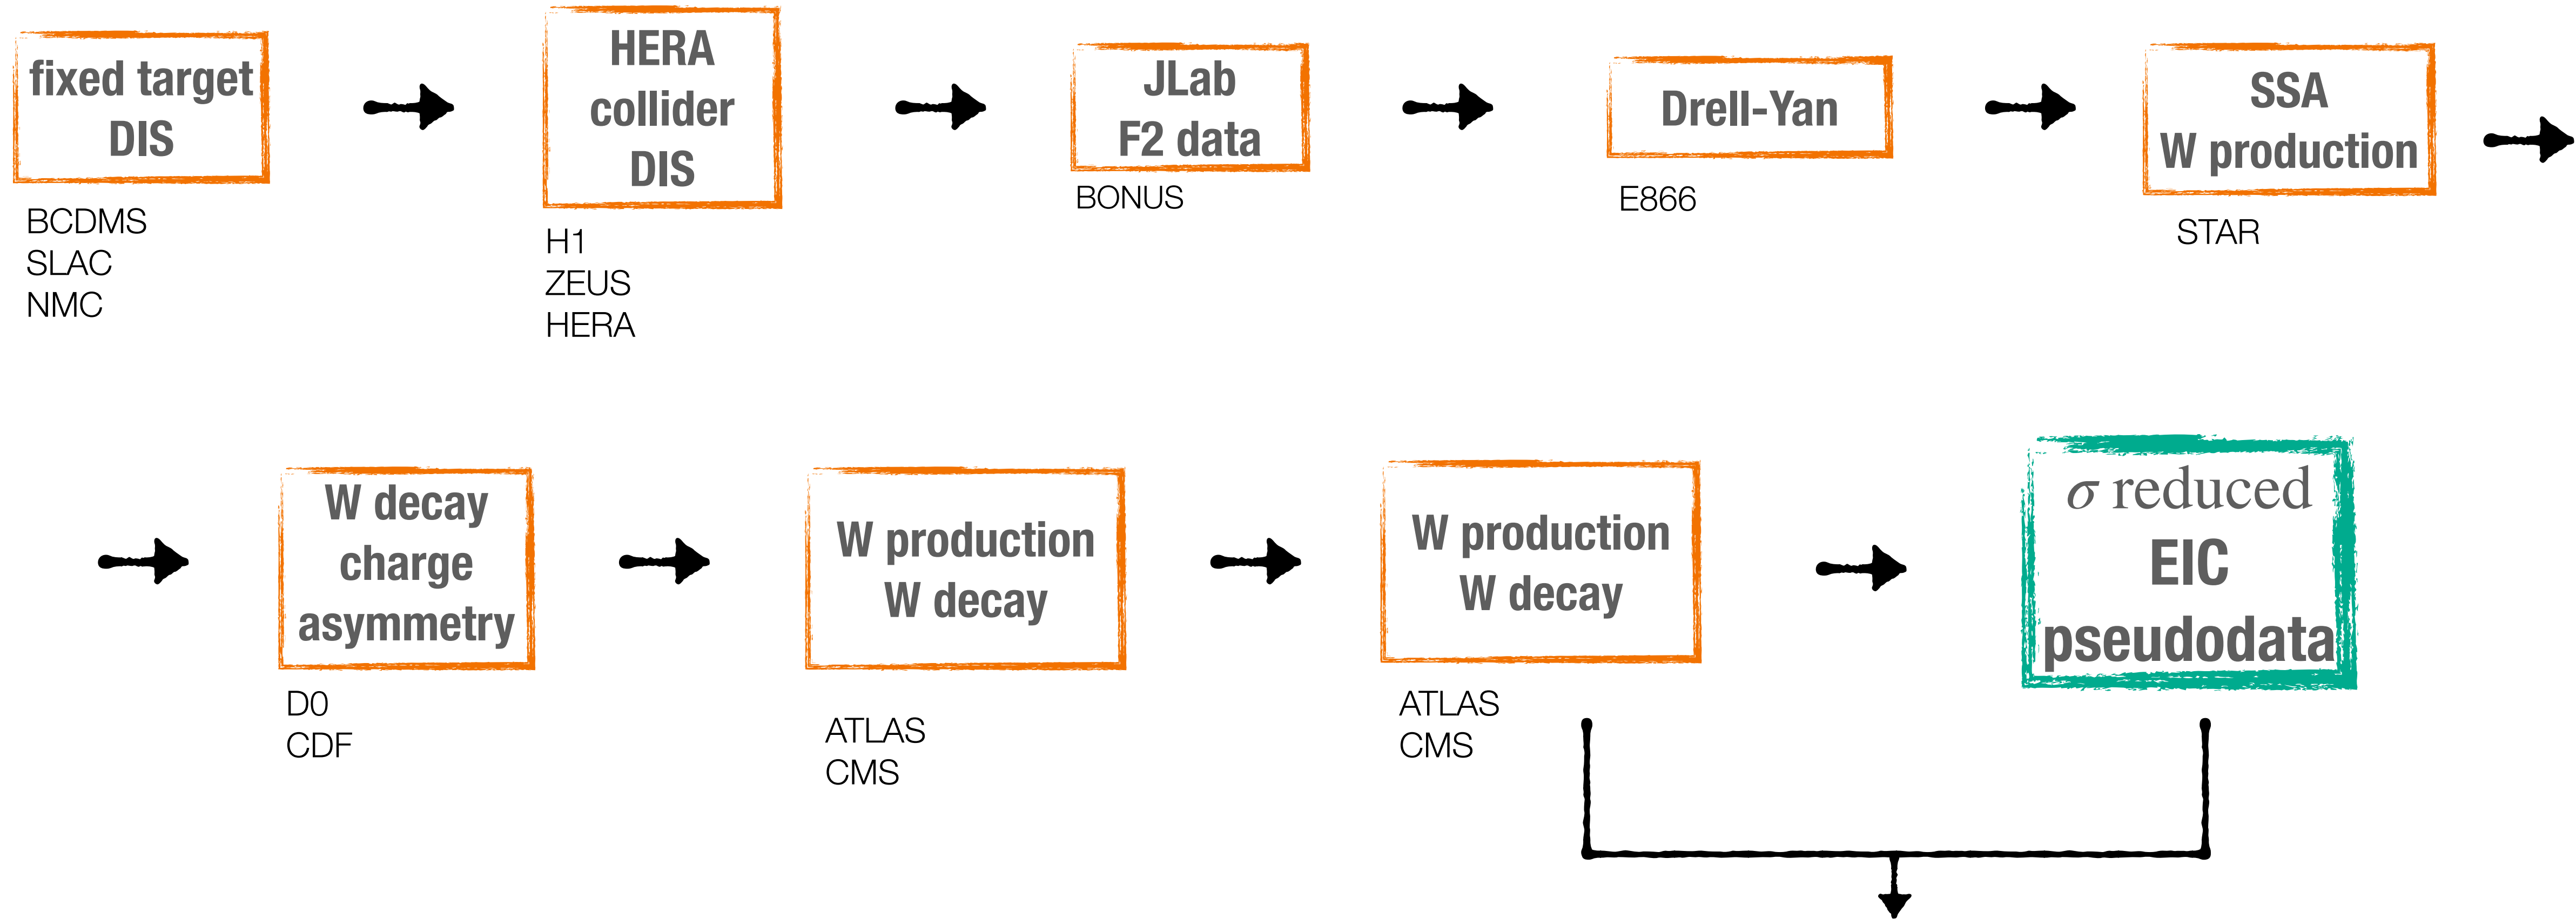 fixed target
DIS
BCDMS
SLAC
NMC
HERA
collider
DIS
H1
ZEUS
HERA
JLab
F2 data
BONUS
Drell-Yan
E866
SSA
W production
STAR
W decay
charge
asymmetry
D0
CDF
W production
W decay
ATLAS
CMS
W production
W decay
ATLAS
CMS
σ reduced
EIC
pseudodata